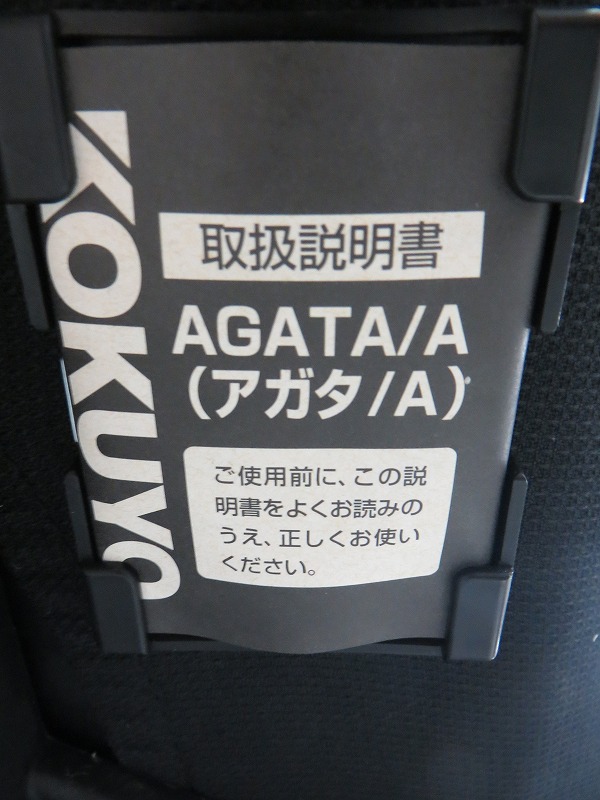 KOKUYO
取扱説明書
AGATA/A
(アガタ/A)
ご使用前に、この説
明書をよくお読みの
うえ、正しくお使い
ください。